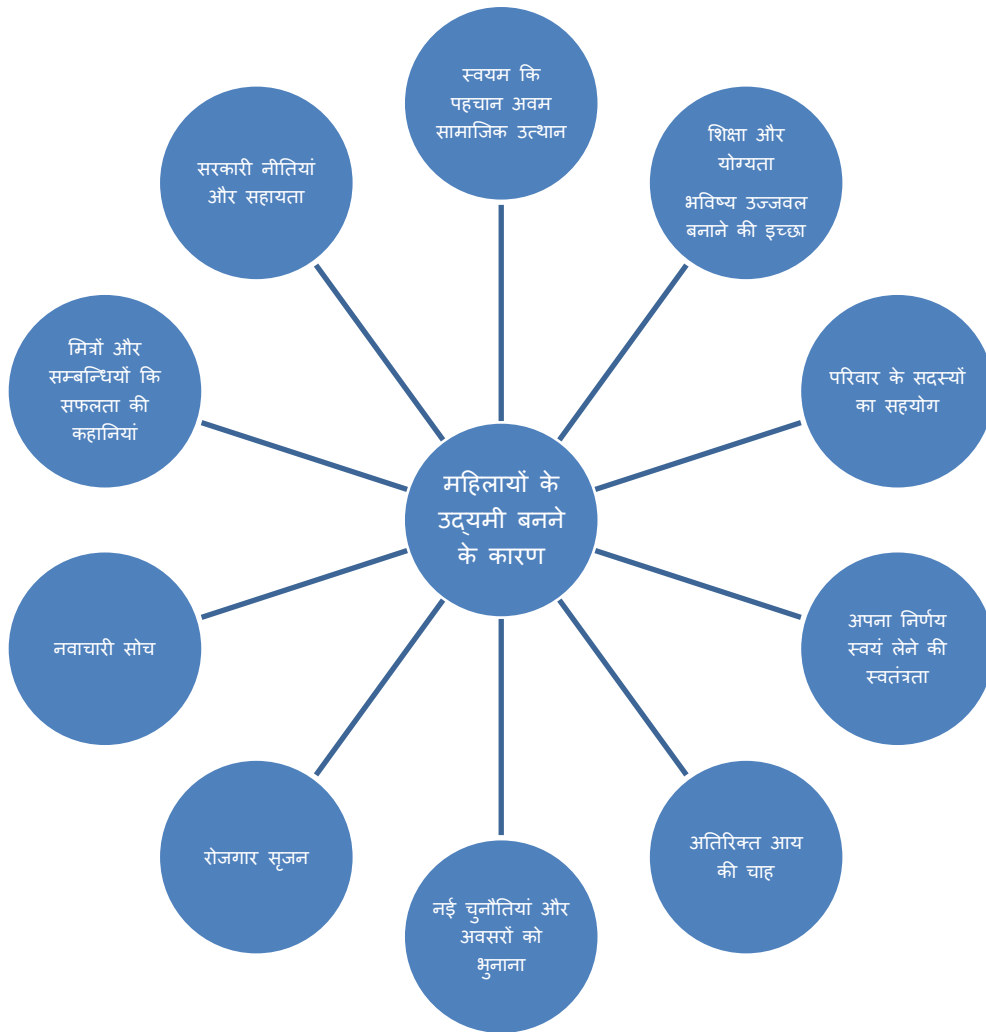 स्वयम कि
पहचान अवम
सामाजिक उत्थान
शिक्षा और
योग्यता
भविष्य उज्जवल
बनाने की इच्छा
परिवार के सदस्यों
का सहयोग
अपना निर्णय
स्वयं लेने की
स्वतंत्रता
अतिरिक्त आय
की चाह
नई चुनौतियां और
अवसरों को
भुनाना
रोजगार सृजन
नवाचारी सोच
मित्रों और
सम्बन्धियों कि
सफलता की
कहानियां
सरकारी नीतियां
और सहायता
महिलायों के
उद्यमी बनने
के कारण